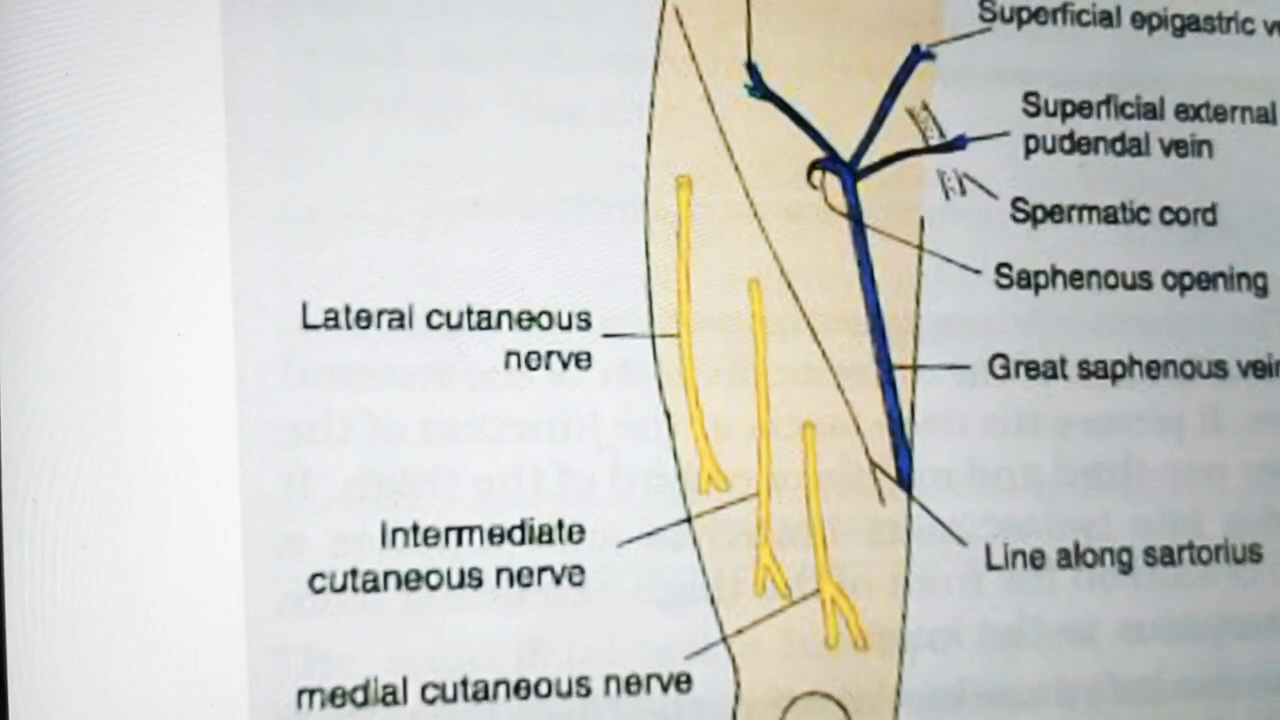 Superficial epigastric
Superficial external
pudendal vein
Spermatic cord
Saphenous opening
Lateral cutaneous
nerve
Great saphenous vein
Intermediate
cutaneous nerve
Line along sartorius
medial cutaneous nerve